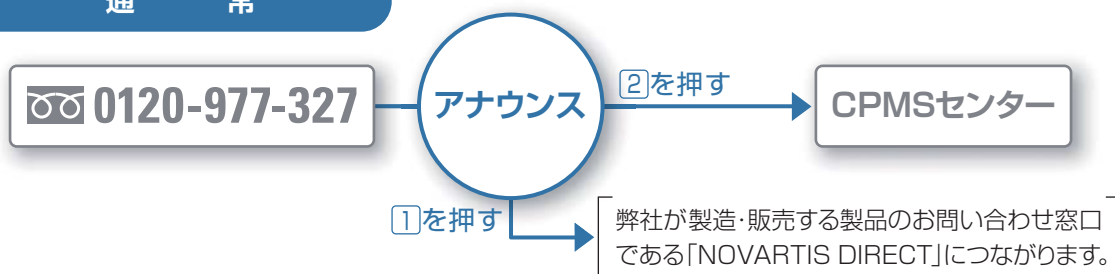 通常
0120-977-327
アナウンス
2を押す
CPMSセンター
1を押す
弊社が製造・販売する製品のお問い合わせ窓口
である「NOVARTIS DIRECT」につながります。